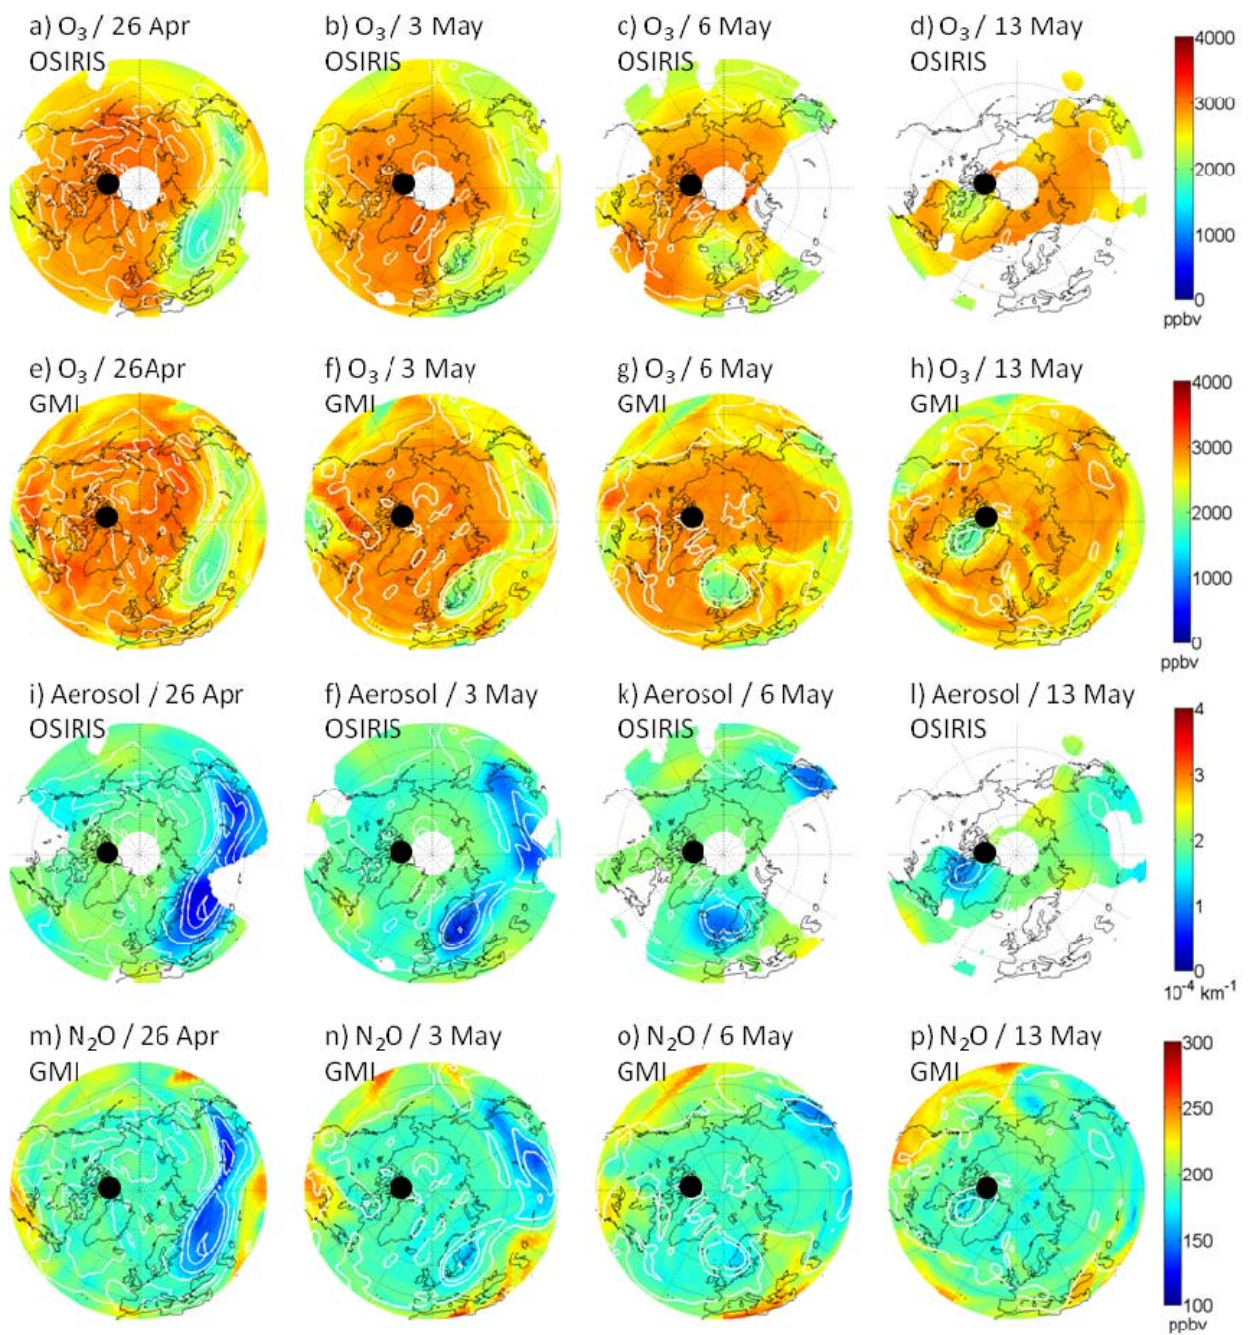 a) O₃ / 26 Apr
OSIRIS
b) O₃ / 3 May
OSIRIS
c) O₃ / 6 May
OSIRIS
d) O₃ / 13 May
OSIRIS
4000
3000
2000
1000
0
ppbv
e) O₃ / 26Apr
GMI
f) O₃ / 3 May
GMI
g) O₃ / 6 May
GMI
h) O₃ / 13 May
GMI
4000
3000
2000
1000
0
ppbv
i) Aerosol / 26 Apr
OSIRIS
f) Aerosol / 3 May
OSIRIS
k) Aerosol / 6 May
OSIRIS
l) Aerosol / 13 May
OSIRIS
4
3
2
1
0
10⁻⁴ km⁻¹
m) N₂O / 26 Apr
GMI
n) N₂O / 3 May
GMI
o) N₂O / 6 May
GMI
p) N₂O / 13 May
GMI
300
250
200
150
100
ppbv